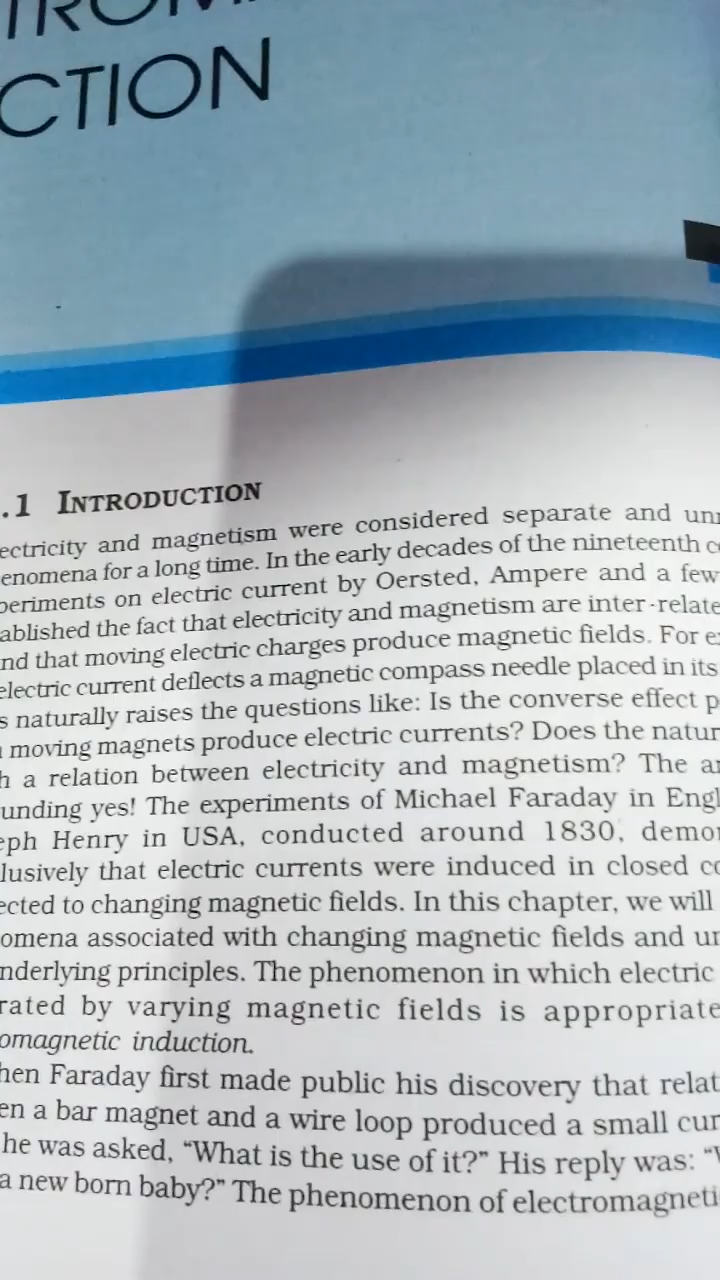 CTION
.1 INTRODUCTION
ectricity and magnetism were considered separate and
enomena for a long time. In the early decades of the nineteenth
periments on electric current by Oersted, Ampere and a few
ablished the fact that electricity and magnetism are inter-relate
nd that moving electric charges produce magnetic fields. For
electric current deflects a magnetic compass needle placed in its
s naturally raises the questions like: Is the converse effect
moving magnets produce electric currents? Does the natur
h a relation between electricity and magnetism? The
unding yes! The experiments of Michael Faraday in Engl
eph Henry in USA, conducted around 1830, demon
lusively that electric currents were induced in closed
ected to changing magnetic fields. In this chapter, we will
omena associated with changing magnetic fields and
nderlying principles. The phenomenon in which electric
rated by varying magnetic fields is appropriate
omagnetic induction.
hen Faraday first made public his discovery that relat
en a bar magnet and a wire loop produced a small cur
he was asked, “What is the use of it?” His reply was:
a new born baby?” The phenomenon of electromagneti